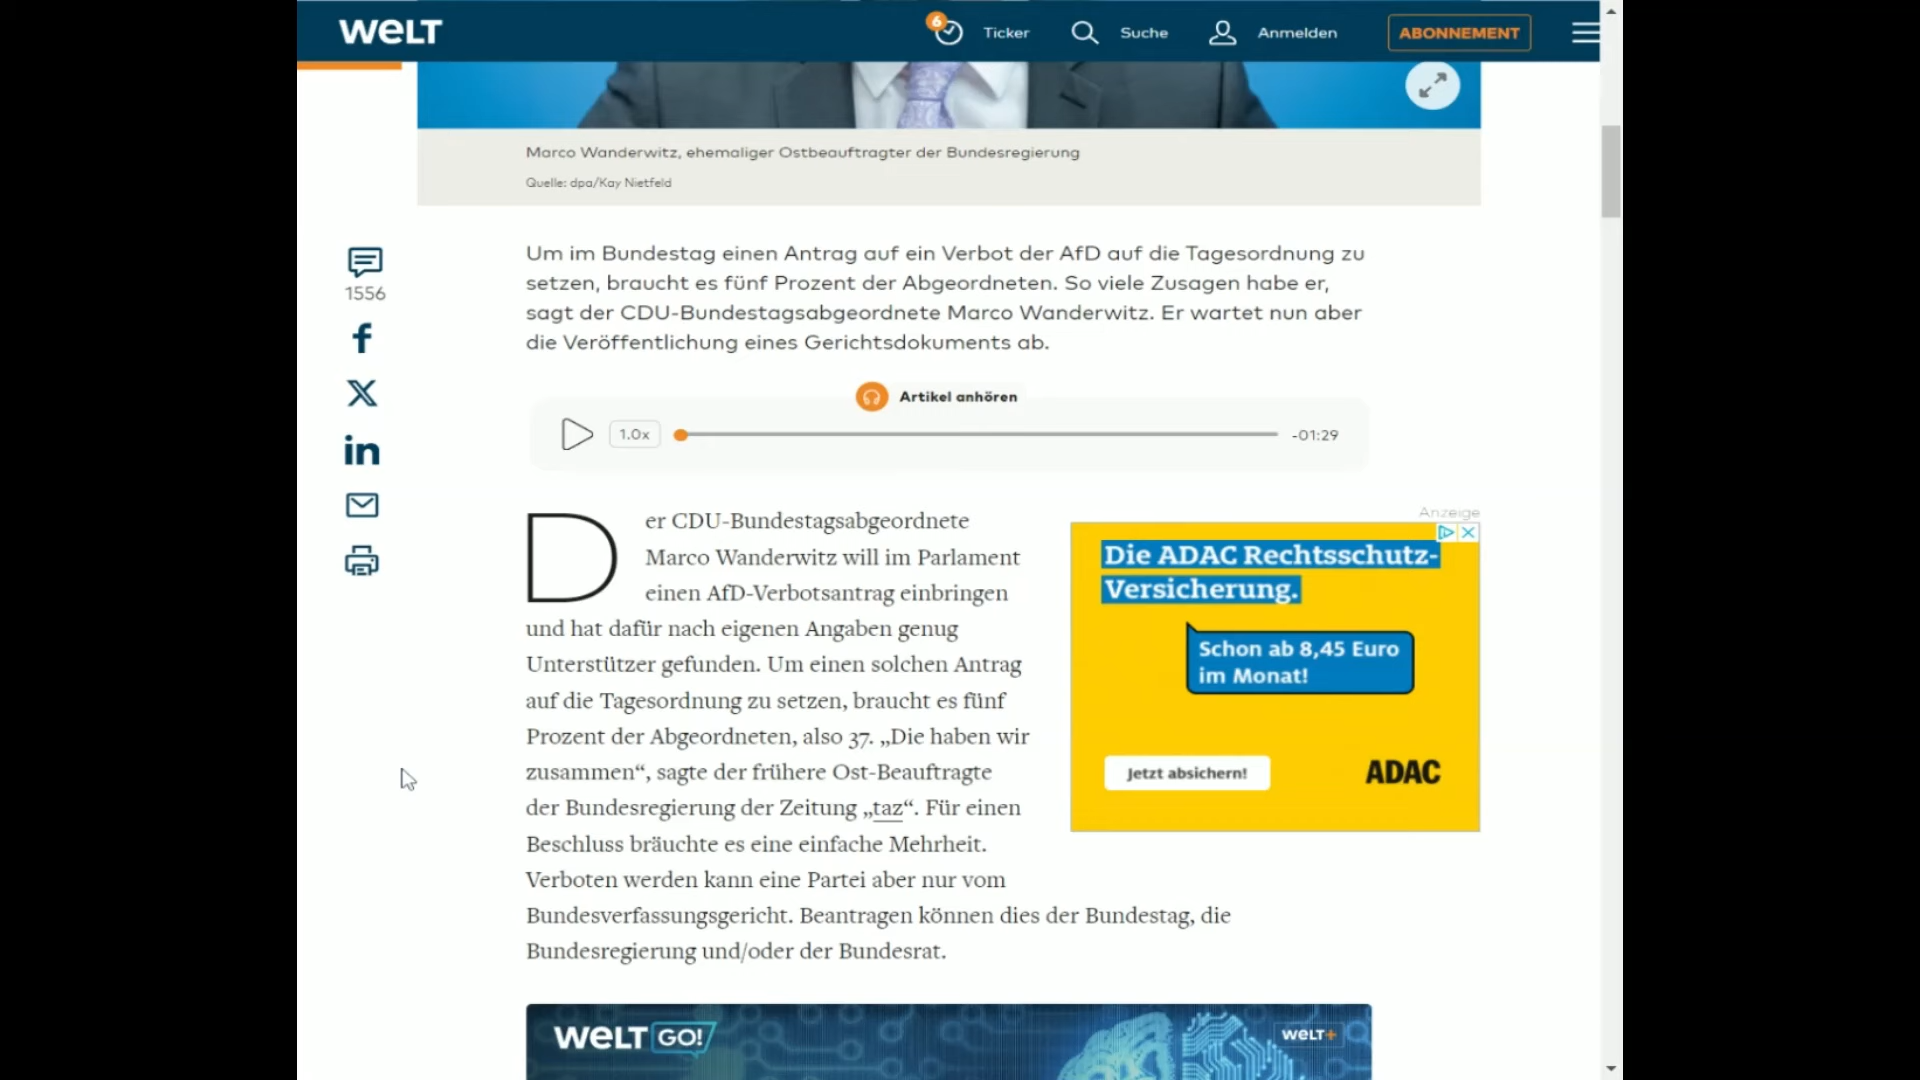 WELT
6
Ticker
Suche
Anmelden
ABONNEMENT
Marco Wanderwitz, ehemaliger Ostbeauftragter der Bundesregierung
Quelle: dpa/Kay Nietfeld
1556
Um im Bundestag einen Antrag auf ein Verbot der AfD auf die Tagesordnung zu
setzen, braucht es fünf Prozent der Abgeordneten. So viele Zusagen habe er,
sagt der CDU-Bundestagsabgeordnete Marco Wanderwitz. Er wartet nun aber
die Veröffentlichung eines Gerichtsdokuments ab.
Artikel anhören
1.0x
-01:29
Der CDU-Bundestagsabgeordnete
Marco Wanderwitz will im Parlament
einen AfD-Verbotsantrag einbringen
und hat dafür nach eigenen Angaben genug
Unterstützer gefunden. Um einen solchen Antrag
auf die Tagesordnung zu setzen, braucht es fünf
Prozent der Abgeordneten, also 37. „Die haben wir
zusammen“, sagte der frühere Ost-Beauftragte
der Bundesregierung der Zeitung „taz“. Für einen
Beschluss bräuchte es eine einfache Mehrheit.
Verboten werden kann eine Partei aber nur vom
Bundesverfassungsgericht. Beantragen können dies der Bundestag, die
Bundesregierung und/oder der Bundesrat.
Anzeige
Die ADAC Rechtsschutz-
Versicherung.
Schon ab 8,45 Euro
im Monat!
Jetzt absichern!
ADAC
WELT GO!
WELT+